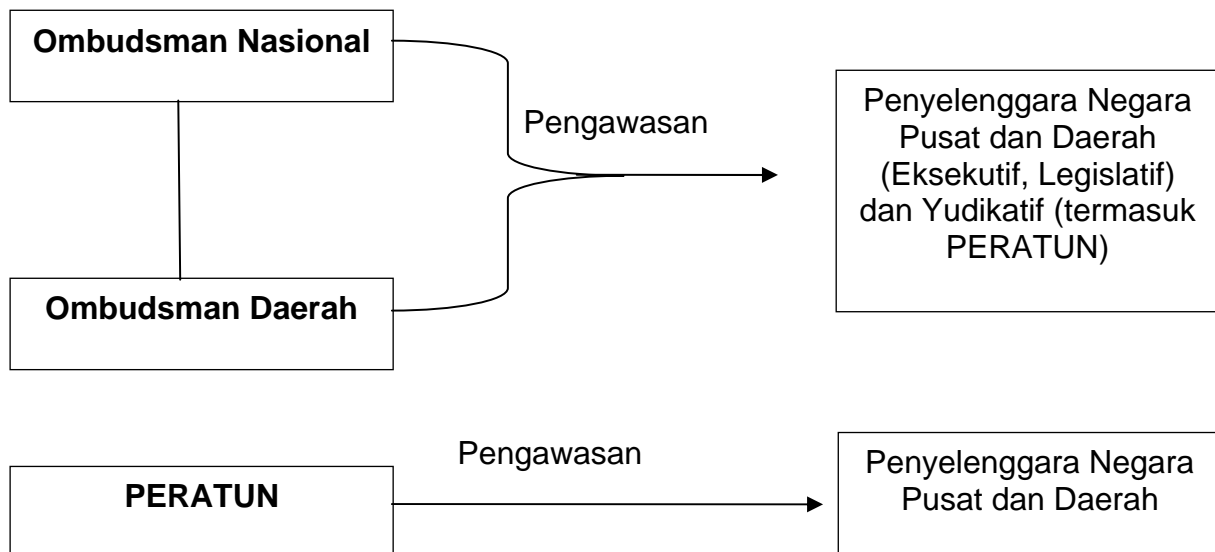 Ombudsman Nasional
Pengawasan
Penyelenggara Negara
Pusat dan Daerah
(Eksekutif, Legislatif)
dan Yudikatif (termasuk
PERATUN)
Ombudsman Daerah
PERATUN
Pengawasan
Penyelenggara Negara
Pusat dan Daerah